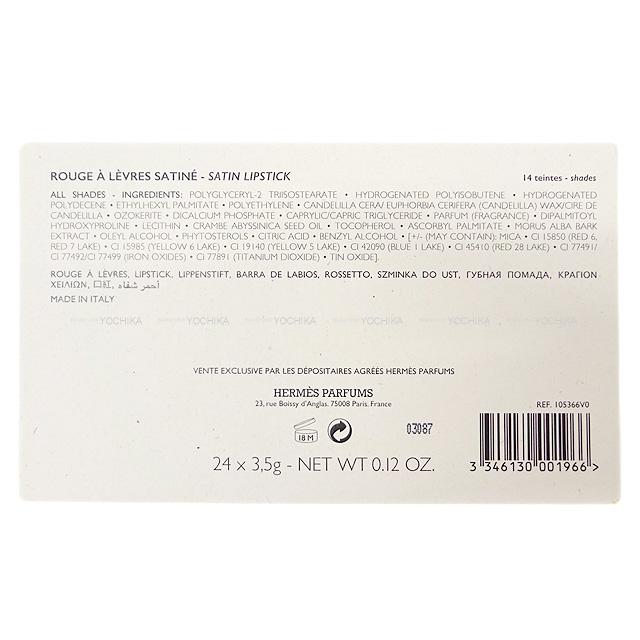 ROUGE À LÈVRES SATINÉ - SATIN LIPSTICK 14 teintes - shades
ALL SHADES - INGREDIENTS: POLYGLYCERYL-2 TRIISOSTEARATE • HYDROGENATED POLYISOBUTENE • HYDROGENATED
POLYDECENE • ETHYLHEXYL PALMITATE • POLYETHYLENE • CANDELILLA CERA/ EUPHORBIA CERIFERA (CANDELILLA) WAX/CIRE DE
CANDELILLA • OZOKERITE • DICALCIUM PHOSPHATE • CAPRYLIC/CAPRIC TRIGLYCERIDE • PARFUM (FRAGRANCE) • DIPALMITOYL
HYDROXYPROLINE • LECITHIN • CRAMBE ABYSSINICA SEED OIL • TOCOPHEROL • ASCORBYL PALMITATE • MORUS ALBA BARK
EXTRACT • OLEYL ALCOHOL • PHYTOSTEROLS • CITRIC ACID • BENZYL ALCOHOL • [+/- (MAY CONTAIN): MICA • CI 15850 (RED 6,
RED 7 LAKE) • CI 15985 (YELLOW 6 LAKE) • CI 19140 (YELLOW 5 LAKE) • CI 42090 (BLUE 1 LAKE) • CI 45410 (RED 28 LAKE) • CI 77491/
CI 77492/CI 77499 (IRON OXIDES) • CI 77891 (TITANIUM DIOXIDE) • TIN OXIDE].
ROUGE À LÈVRES, LIPSTICK, LIPPENSTIFT, BARRA DE LABIOS, ROSSETTO, SZMINKA DO UST, ГУБНАЯ ПОМАДА, ΚΡΑΓΙΟΝ
ΧΕΙΛΙΩΝ, 口紅, أحمر شفاه
MADE IN ITALY
YOCHIKA YOCHIKA YOCHIKA YOCHIKA YOCHIKA
VENTE EXCLUSIVE PAR LES DÉPOSITAIRES AGRÉÉS HERMÈS PARFUMS
HERMÈS PARFUMS
23, rue Boissy d'Anglas. 75008 Paris. France
REF. 105366V0
18 M
03087
24 x 3,5g - NET WT 0.12 OZ.
3 346130 001966 >